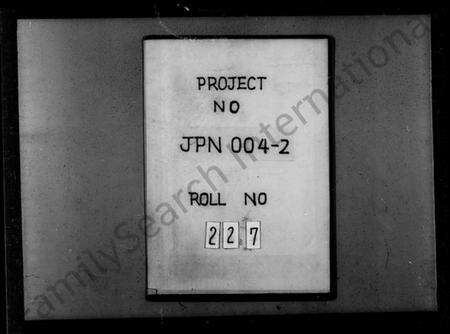 PROJECT
NO
JPN 004-2
ROLL NO
227
FamilySearch International